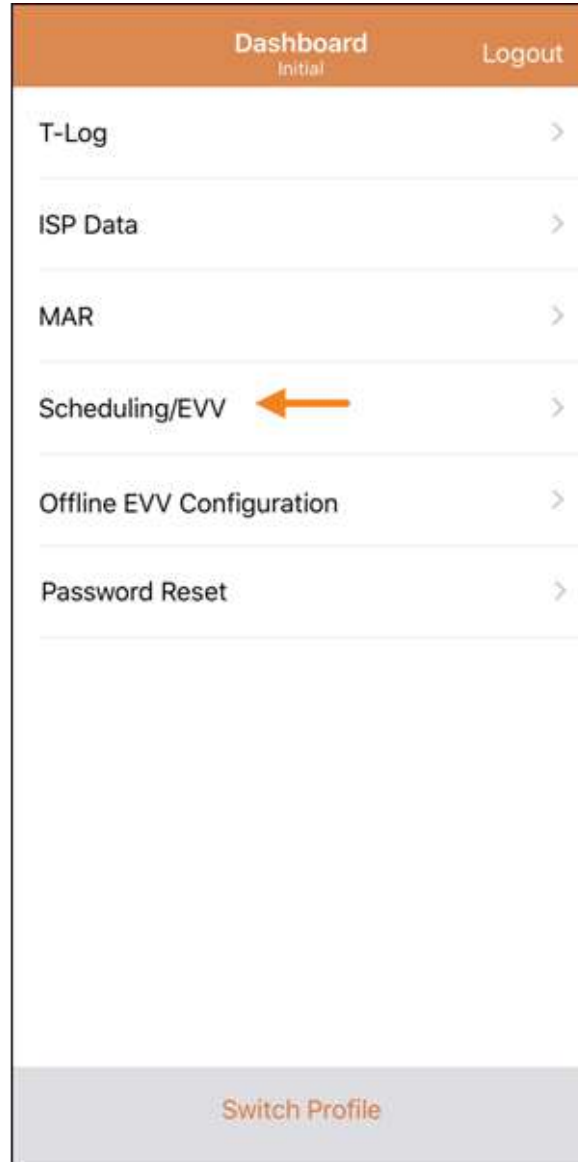 Dashboard
Initial
Logout
T-Log
ISP Data
MAR
Scheduling/EVV
Offline EVV Configuration
Password Reset
Switch Profile